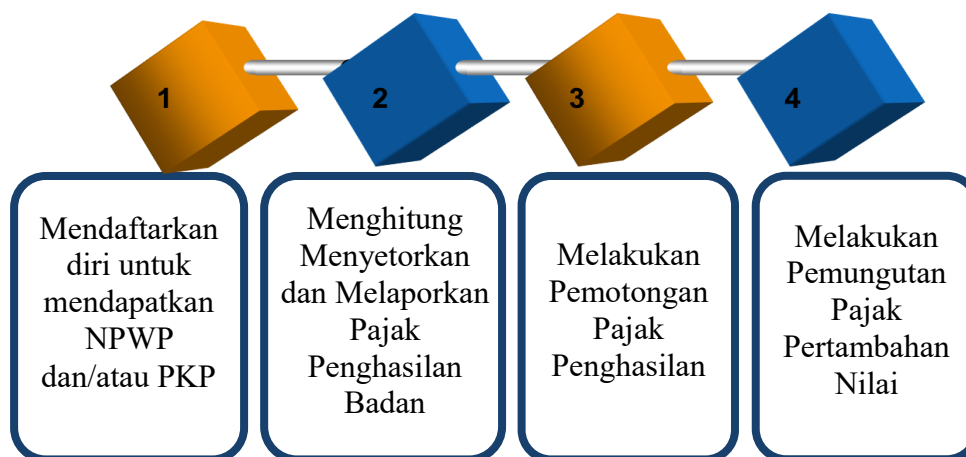 1
2
3
4
Mendaftarkan
diri untuk
mendapatkan
NPWP
dan/atau PKP
Menghitung
Menyetorkan
dan Melaporkan
Pajak
Penghasilan
Badan
Melakukan
Pemotongan
Pajak
Penghasilan
Melakukan
Pemungutan
Pajak
Pertambahan
Nilai